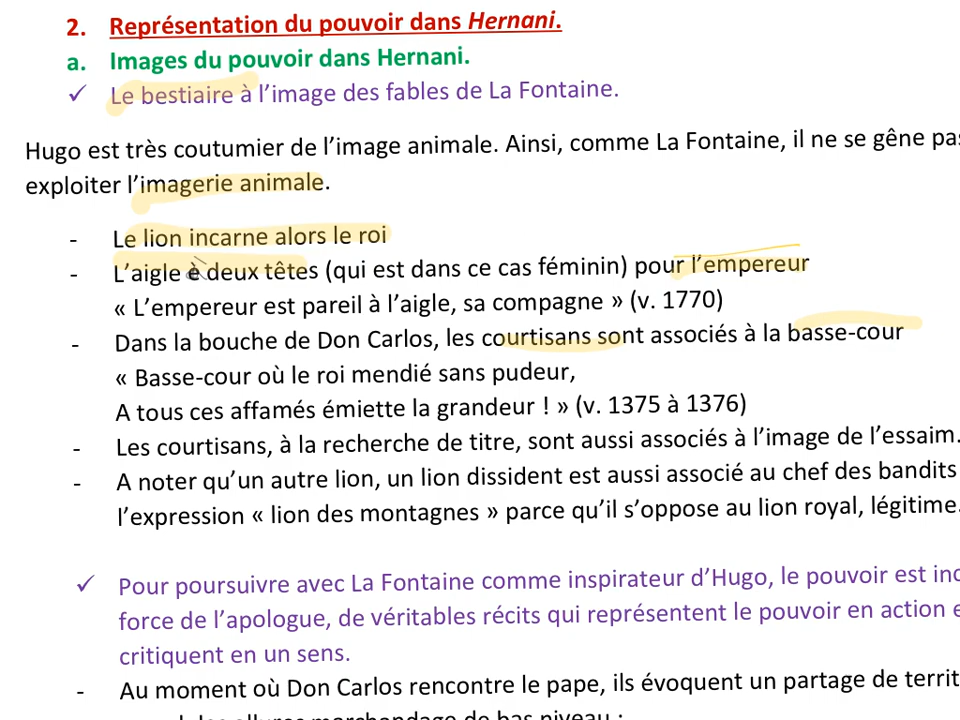 2. Représentation du pouvoir dans Hernani.
a. Images du pouvoir dans Hernani.
✓ Le bestiaire à l’image des fables de La Fontaine.
Hugo est très coutumier de l’image animale. Ainsi, comme La Fontaine, il ne se gêne pas
exploiter l’imagerie animale.
- Le lion incarne alors le roi
- L’aigle è deux têtes (qui est dans ce cas féminin) pour l’empereur
« L’empereur est pareil à l’aigle, sa compagne » (v. 1770)
- Dans la bouche de Don Carlos, les courtisans sont associés à la basse-cour
« Basse-cour où le roi mendié sans pudeur,
A tous ces affamés émiette la grandeur ! » (v. 1375 à 1376)
- Les courtisans, à la recherche de titre, sont aussi associés à l’image de l’essaim.
- A noter qu’un autre lion, un lion dissident est aussi associé au chef des bandits
l’expression « lion des montagnes » parce qu’il s’oppose au lion royal, légitime.
✓ Pour poursuivre avec La Fontaine comme inspirateur d’Hugo, le pouvoir est
force de l’apologue, de véritables récits qui représentent le pouvoir en action
critiquent en un sens.
- Au moment où Don Carlos rencontre le pape, ils évoquent un partage de
allures marchandage de bas niveau :